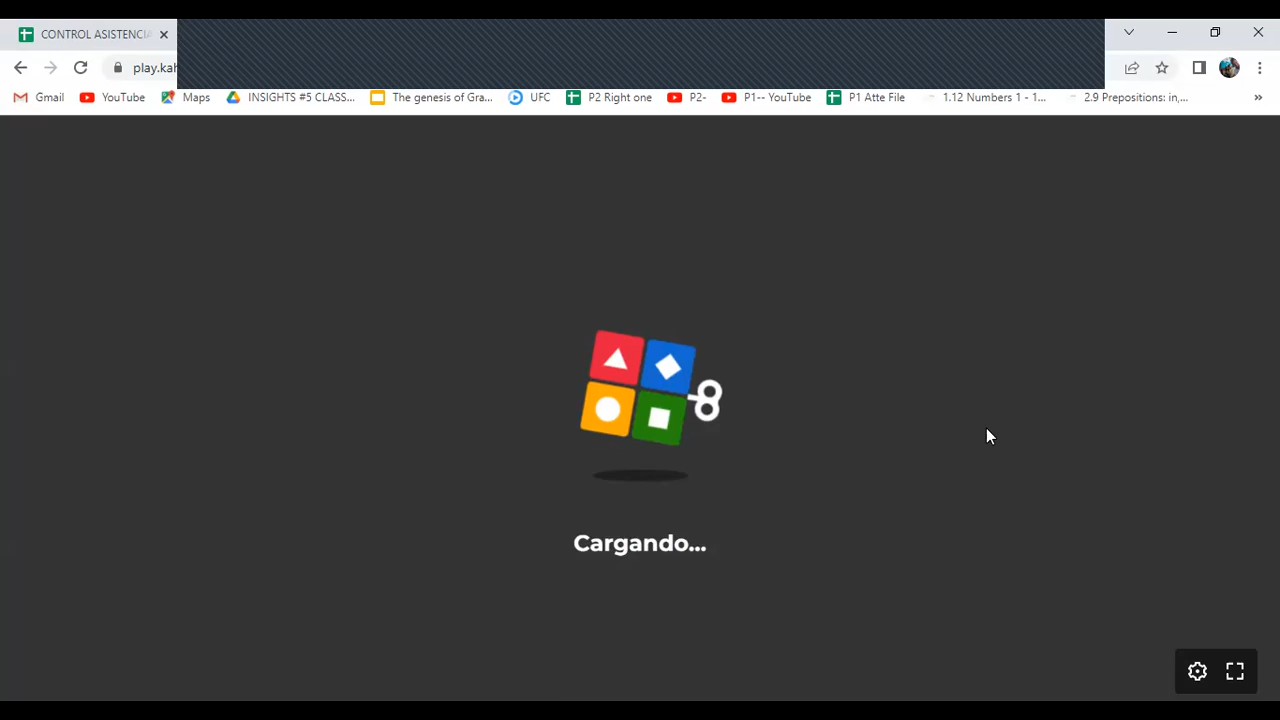 CONTROL ASISTENCIA
play.kah
Gmail YouTube Maps INSIGHTS #5 CLASS... The genesis of Gra... UFC P2 Right one P2- P1-- YouTube P1 Atte File 1.12 Numbers 1 - 1... 2.9 Prepositions: in,... »
Cargando...